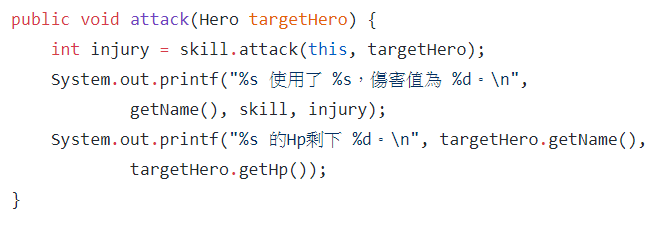 public void attack(Hero targetHero) {
    int injury = skill.attack(this, targetHero);
    System.out.printf("%s 使用了 %s，傷害值為 %d。\n",
            getName(), skill, injury);
    System.out.printf("%s 的Hp剩下 %d。\n", targetHero.getName(),
            targetHero.getHp());
}